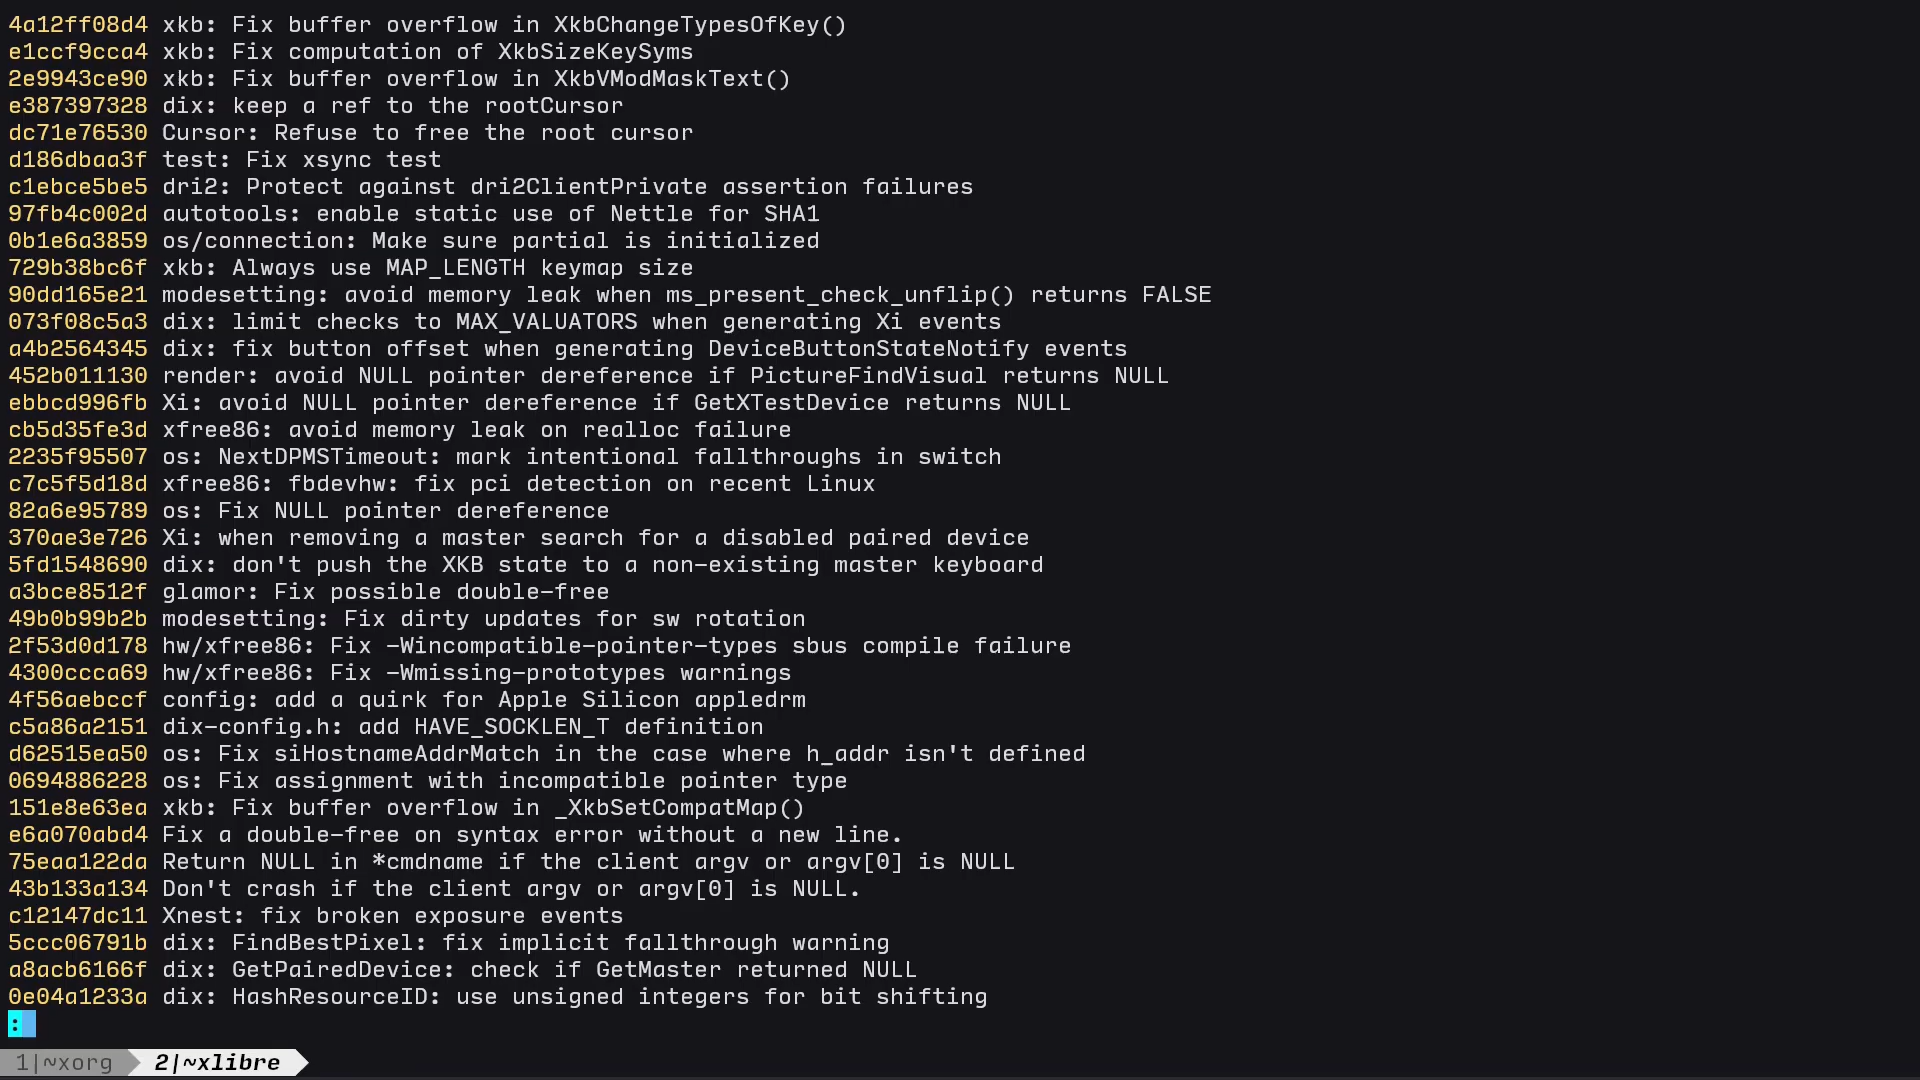 4a12ff08d4 xkb: Fix buffer overflow in XkbChangeTypesOfKey()
e1ccf9cca4 xkb: Fix computation of XkbSizeKeySyms
2e9943ce90 xkb: Fix buffer overflow in XkbVModMaskText()
e387397328 dix: keep a ref to the rootCursor
dc71e76530 Cursor: Refuse to free the root cursor
d186dbaa3f test: Fix xsync test
c1ebce5be5 dri2: Protect against dri2ClientPrivate assertion failures
97fb4c002d autotools: enable static use of Nettle for SHA1
0b1e6a3859 os/connection: Make sure partial is initialized
729b38bc6f xkb: Always use MAP_LENGTH keymap size
90dd165e21 modesetting: avoid memory leak when ms_present_check_unflip() returns FALSE
073f08c5a3 dix: limit checks to MAX_VALUATORS when generating Xi events
a4b2564345 dix: fix button offset when generating DeviceButtonStateNotify events
452b011130 render: avoid NULL pointer dereference if PictureFindVisual returns NULL
ebbcd996fb Xi: avoid NULL pointer dereference if GetXTestDevice returns NULL
cb5d35fe3d xfree86: avoid memory leak on realloc failure
2235f95507 os: NextDPMSTimeout: mark intentional fallthroughs in switch
c7c5f5d18d xfree86: fbdevhw: fix pci detection on recent Linux
82a6e95789 os: Fix NULL pointer dereference
370ae3e726 Xi: when removing a master search for a disabled paired device
5fd1548690 dix: don't push the XKB state to a non-existing master keyboard
a3bce8512f glamor: Fix possible double-free
49b0b99b2b modesetting: Fix dirty updates for sw rotation
2f53d0d178 hw/xfree86: Fix -Wincompatible-pointer-types sbus compile failure
4300ccca69 hw/xfree86: Fix -Wmissing-prototypes warnings
4f56aebccf config: add a quirk for Apple Silicon appledrm
c5a86a2151 dix-config.h: add HAVE_SOCKLEN_T definition
d62515ea50 os: Fix siHostnameAddrMatch in the case where h_addr isn't defined
0694886228 os: Fix assignment with incompatible pointer type
151e8e63ea xkb: Fix buffer overflow in _XkbSetCompatMap()
e6a070abd4 Fix a double-free on syntax error without a new line.
75eaa122da Return NULL in *cmdname if the client argv or argv[0] is NULL
43b133a134 Don't crash if the client argv or argv[0] is NULL.
c12147dc11 Xnest: fix broken exposure events
5ccc06791b dix: FindBestPixel: fix implicit fallthrough warning
a8acb6166f dix: GetPairedDevice: check if GetMaster returned NULL
0e04a1233a dix: HashResourceID: use unsigned integers for bit shifting
:
1|~xorg 2|~xlibre